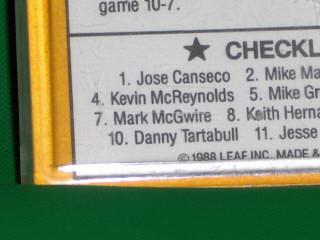 game 10-7.
★ CHECKL
1. Jose Canseco 2. Mike Ma
4. Kevin McReynolds 5. Mike Gr
7. Mark McGwire 8. Keith Herna
10. Danny Tartabull 11. Jesse
©1988 LEAF INC. MADE &